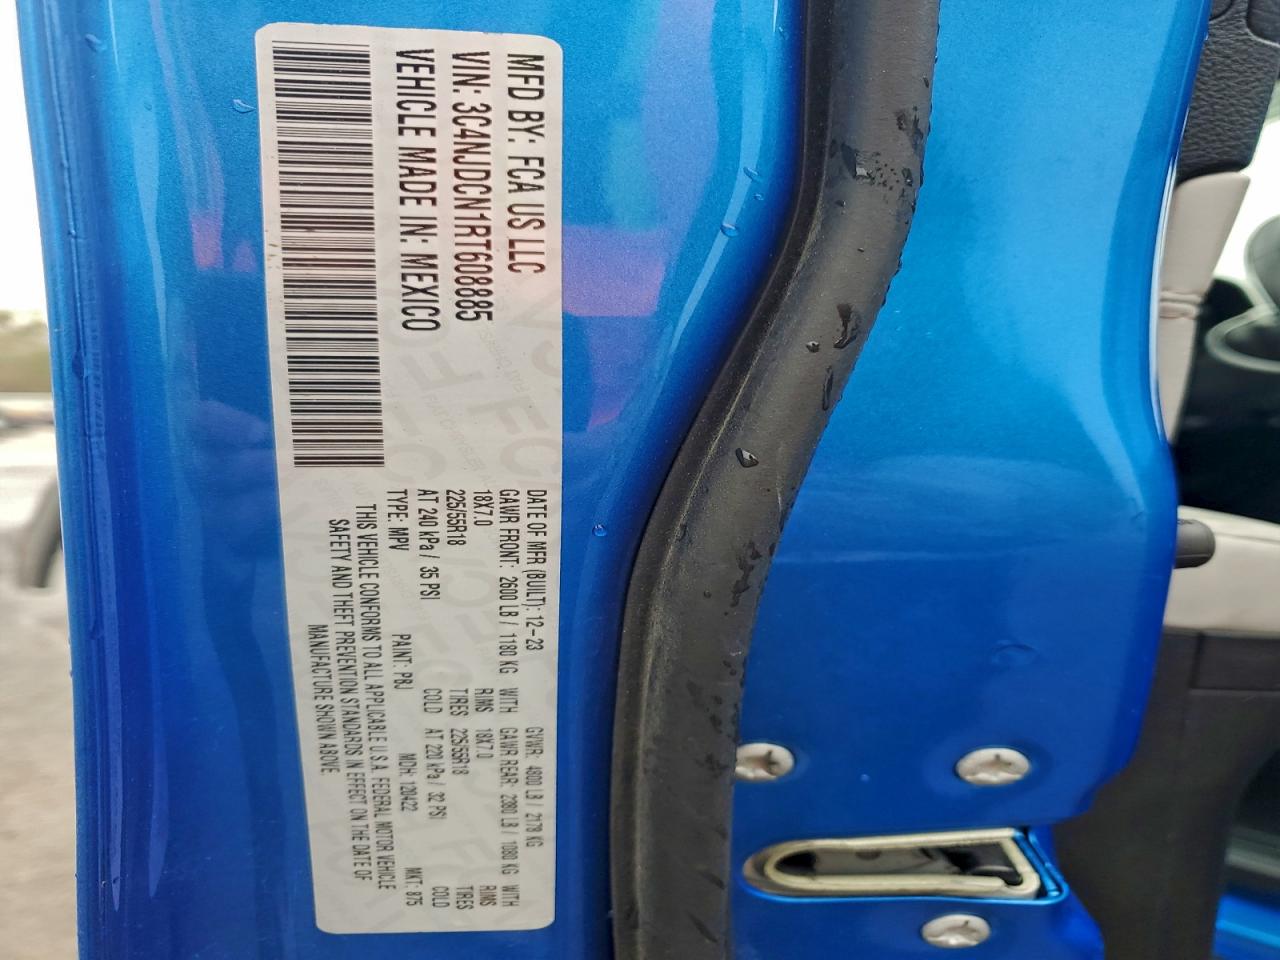 MFD BY: FCA US LLC
VIN: 3C4NJDCN1RT608885
VEHICLE MADE IN: MEXICO
DATE OF MFR (BUILT): 12-23 GVWR: 4800 LB / 2178 KG
GAWR FRONT: 2600 LB / 1180 KG WITH GAWR REAR: 2380 LB / 1080 KG WITH
18X7.0 RIMS 18X7.0 RIMS
225/55R18 TIRES 225/55R18 TIRES
AT 240 kPa / 35 PSI COLD AT 220 kPa / 32 PSI COLD
TYPE: MPV PAINT: PBJ MDH: 120422 MKT: 875
THIS VEHICLE CONFORMS TO ALL APPLICABLE U.S.A. FEDERAL MOTOR VEHICLE
SAFETY AND THEFT PREVENTION STANDARDS IN EFFECT ON THE DATE OF
MANUFACTURE SHOWN ABOVE.